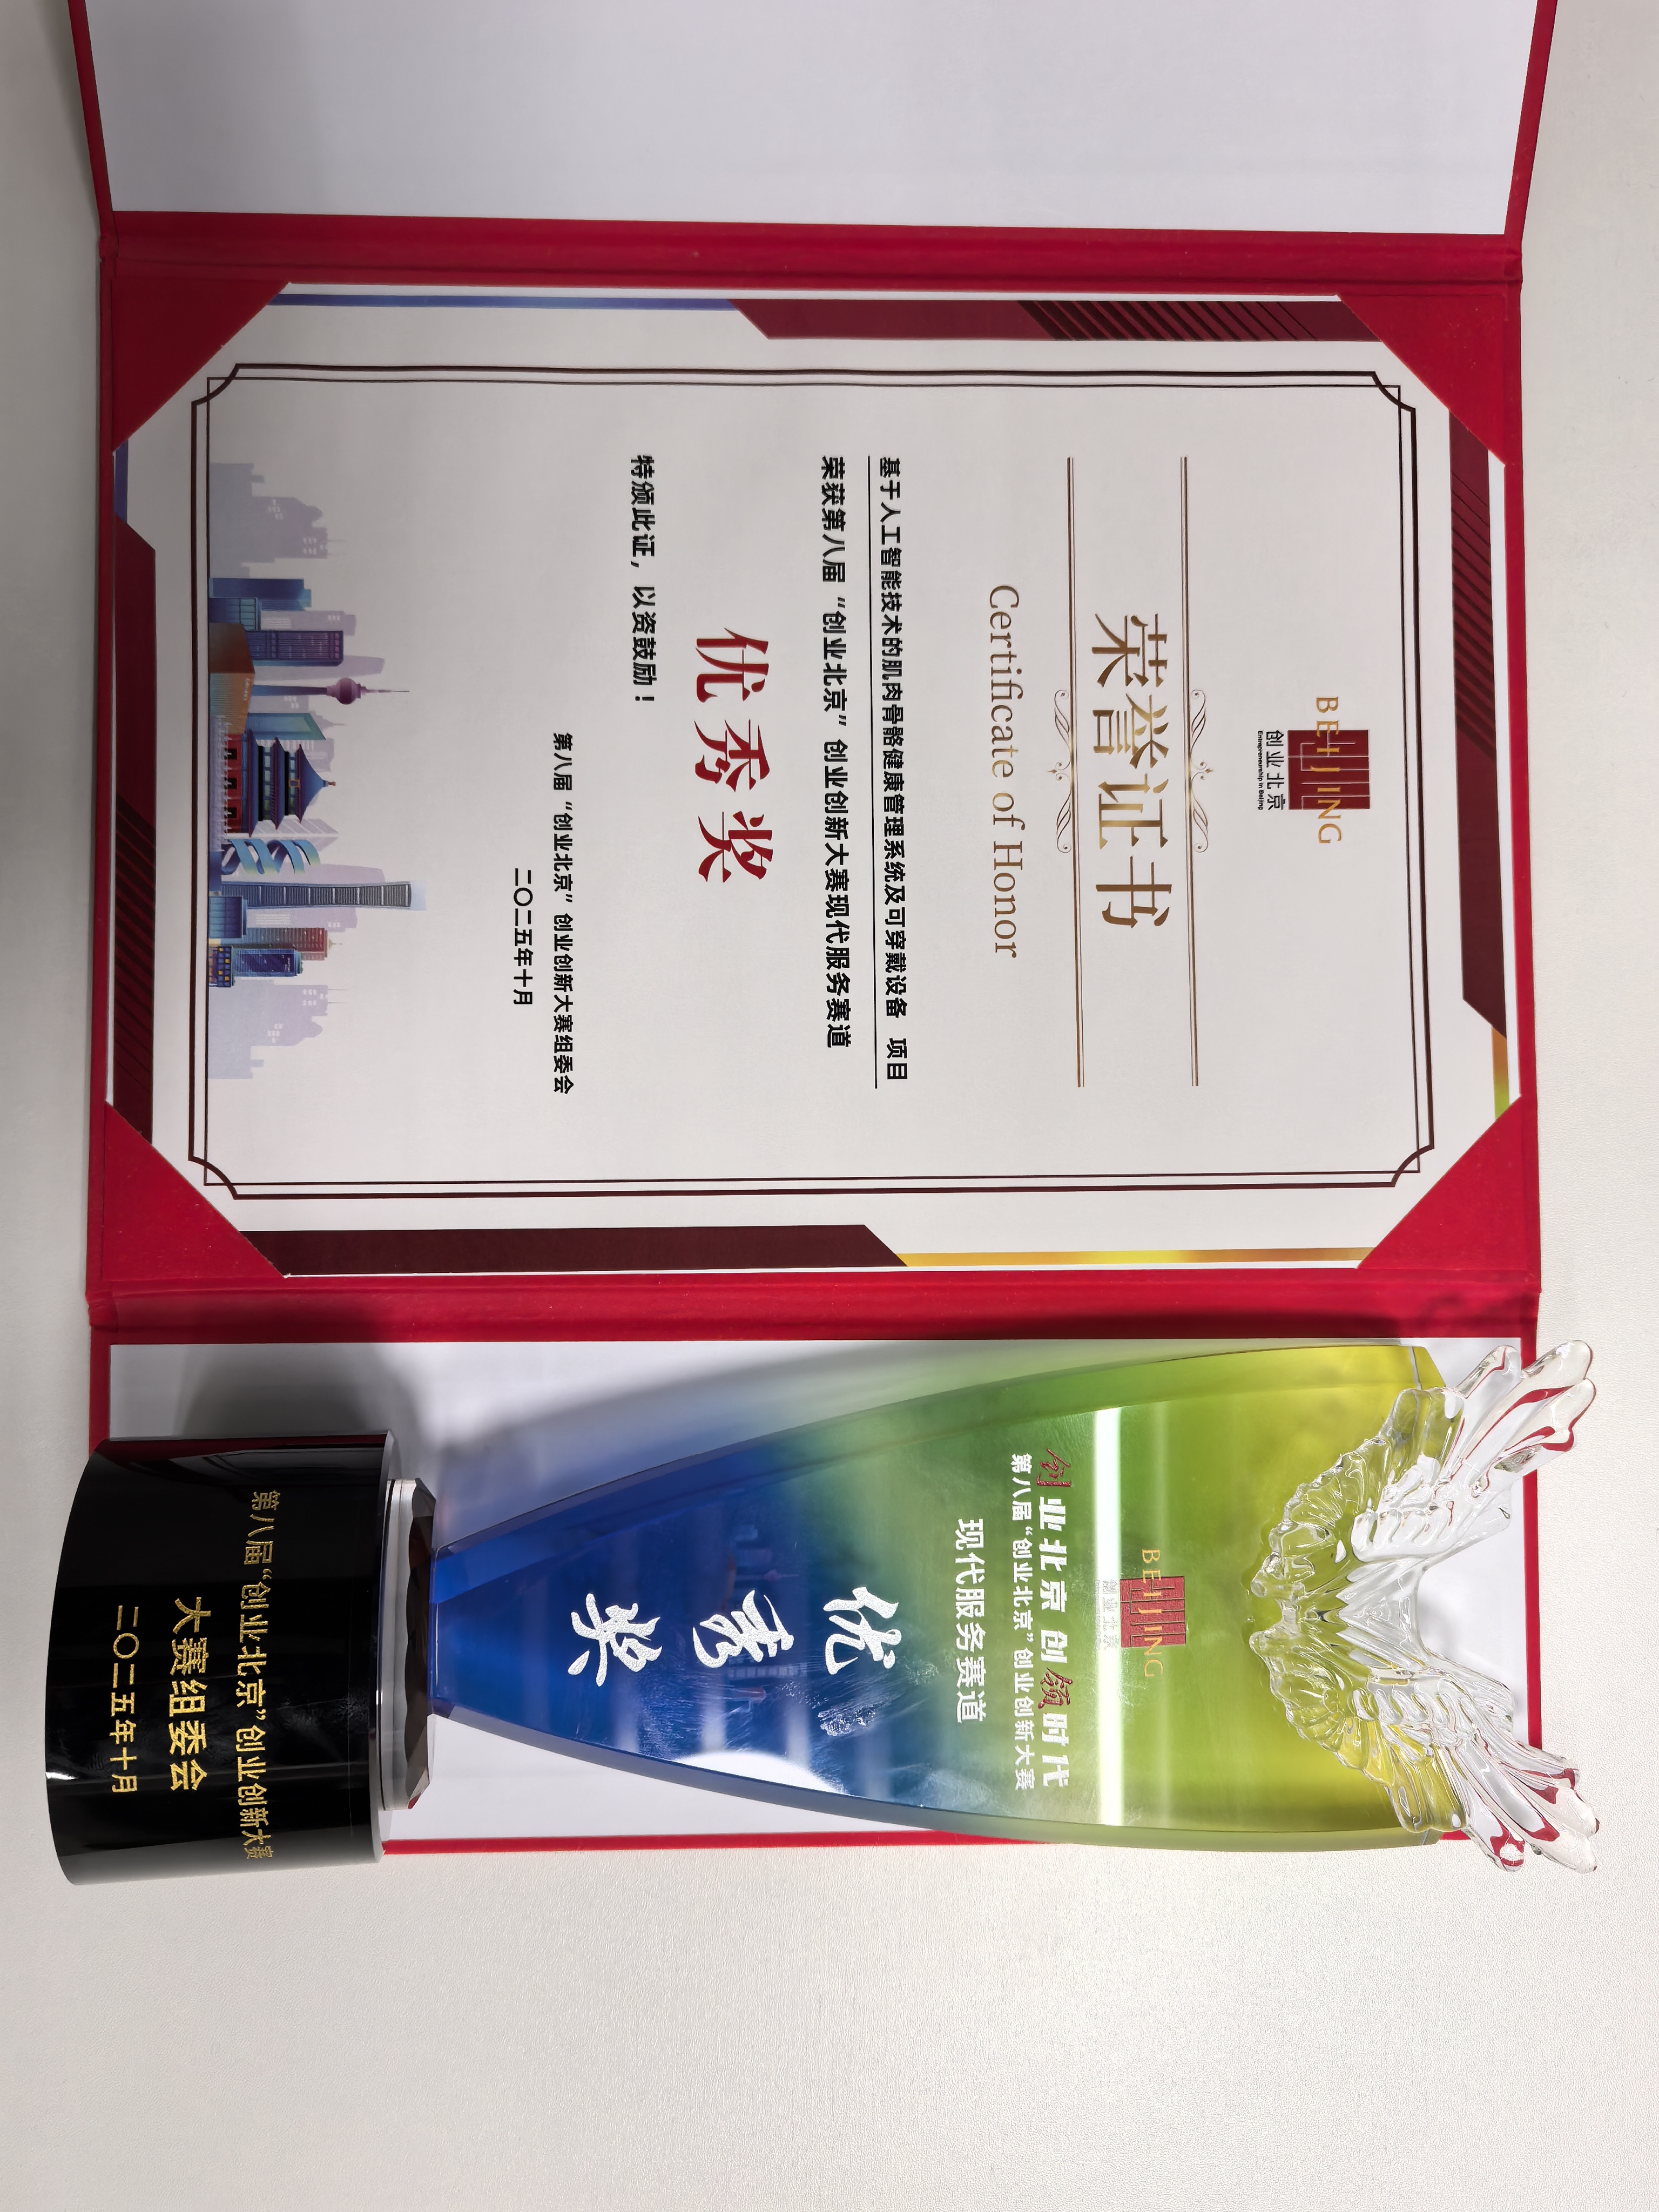 BEIJING
创业北京
Entrepreneurship in Beijing
荣誉证书
Certificate of Honor
基于人工智能技术的肌肉骨骼健康管理系统及可穿戴设备 项目
荣获第八届“创业北京”创业创新大赛现代服务赛道
优秀奖
特颁此证，以资鼓励！
第八届“创业北京”创业创新大赛组委会
二〇二五年十月
BEIJING
创业北京
创业北京 创领时代
第八届“创业北京”创业创新大赛
现代服务赛道
优
秀
奖
第八届“创业北京”创业创新大赛
大赛组委会
二〇二五年十月